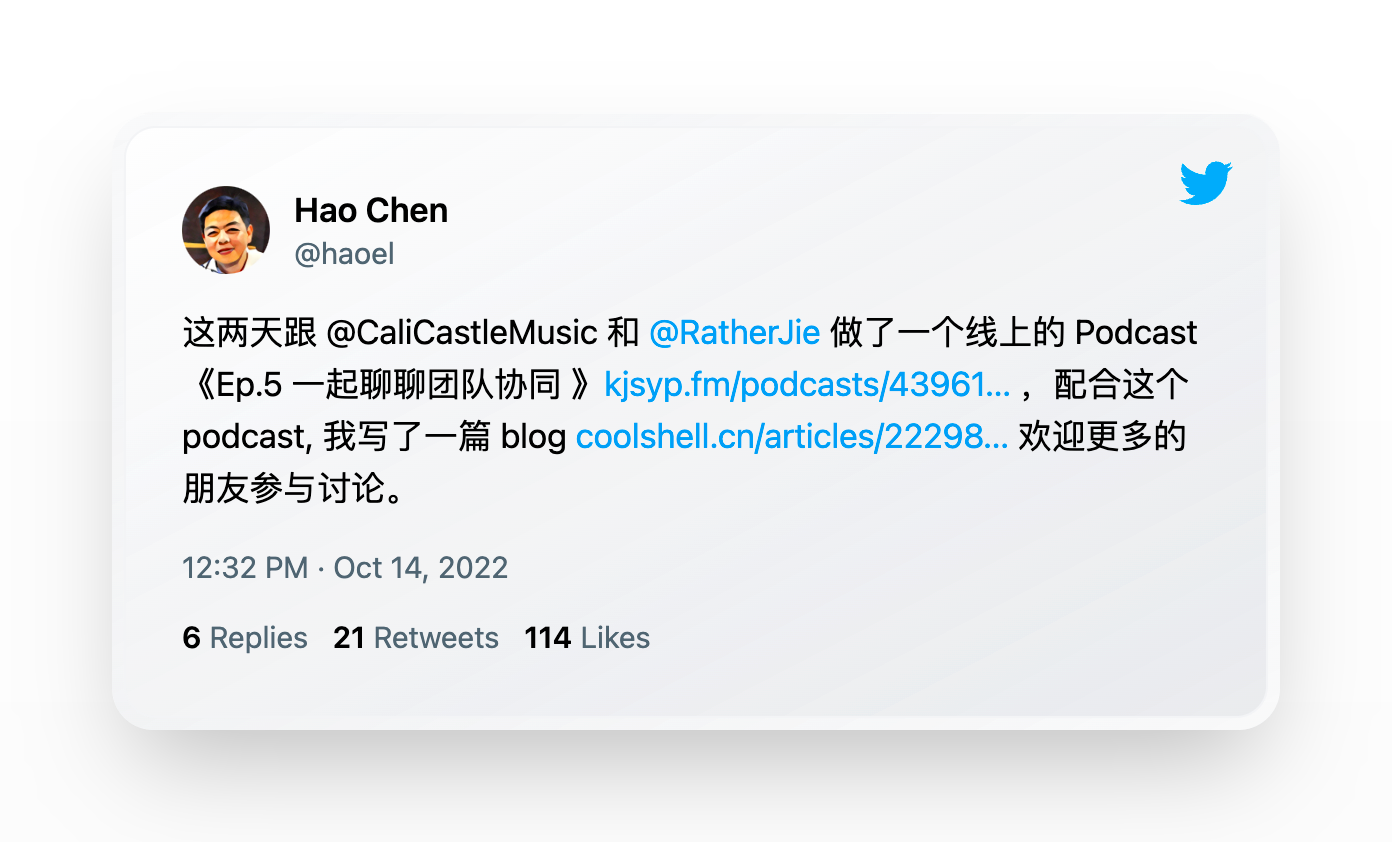 Hao Chen
@haoel
这两天跟 @CaliCastleMusic 和 @RatherJie 做了一个线上的 Podcast
《Ep.5 一起聊聊团队协同 》kjsyp.fm/podcasts/43961… ，配合这个
podcast, 我写了一篇 blog coolshell.cn/articles/22298… 欢迎更多的
朋友参与讨论。
12:32 PM · Oct 14, 2022
6 Replies 21 Retweets 114 Likes